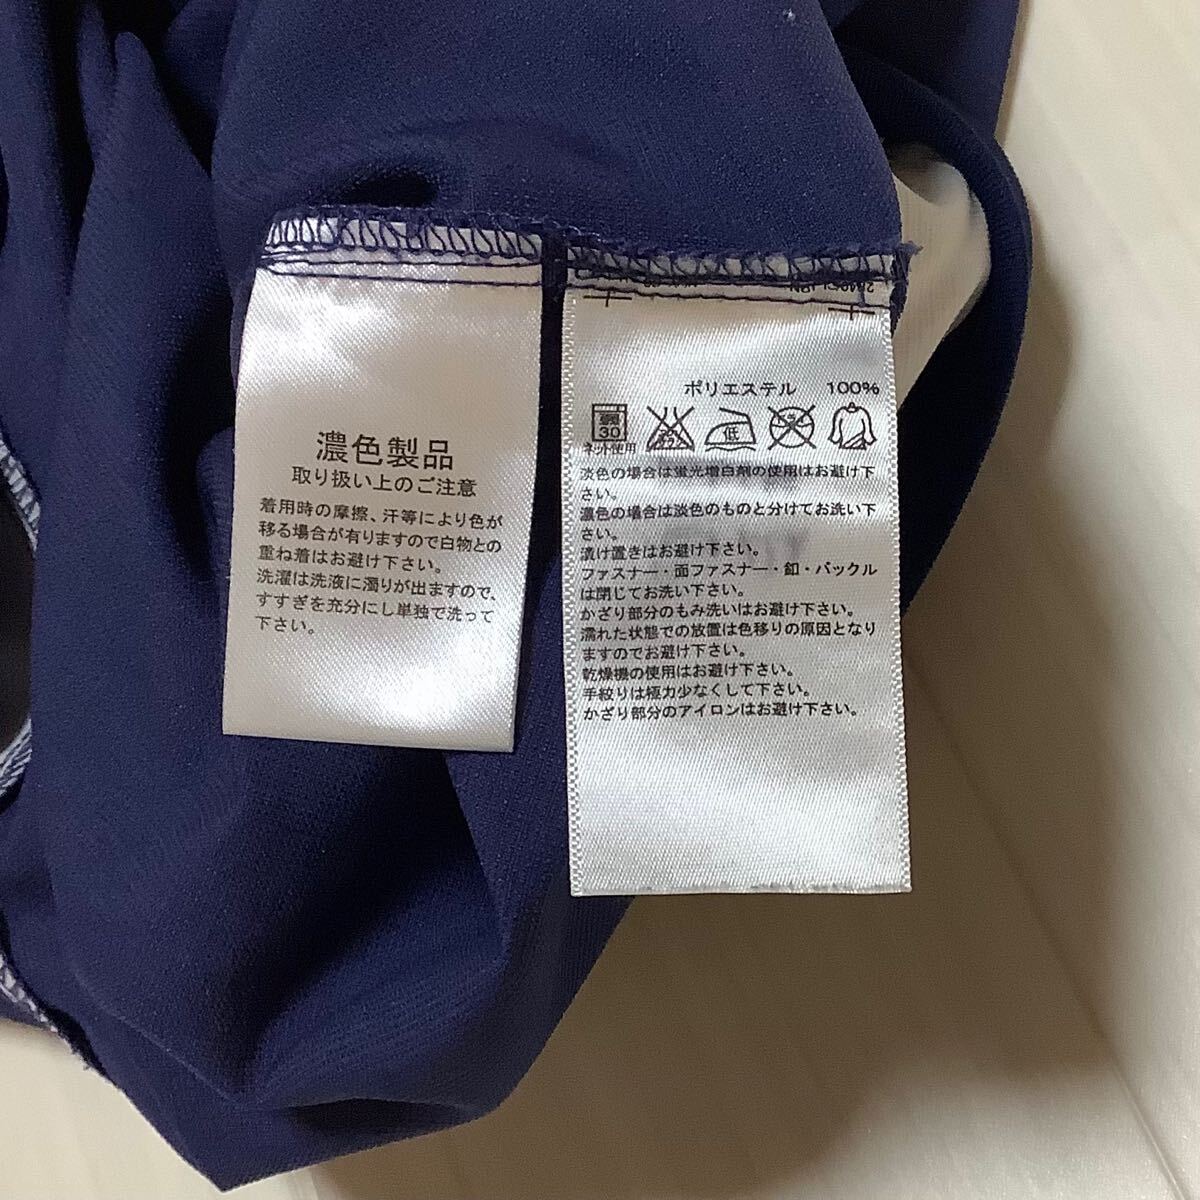 濃色製品
取り扱い上のご注意
着用時の摩擦、汗等により色が
移る場合が有りますので白物との
重ね着はお避け下さい。
洗濯は洗液に濁りが出ますので、
すすぎを充分にし単独で洗って
下さい。
ポリエステル 100%
弱
30
低
ネット使用
淡色の場合は蛍光増白剤の使用はお避け下
さい。
濃色の場合は淡色のものと分けてお洗い下
さい。
漬け置きはお避け下さい。
ファスナー・面ファスナー・釦・バックル
は閉じてお洗い下さい。
かざり部分のもみ洗いはお避け下さい。
濡れた状態での放置は色移りの原因となり
ますのでお避け下さい。
乾燥機の使用はお避け下さい。
手絞りは極力少なくして下さい。
かざり部分のアイロンはお避け下さい。